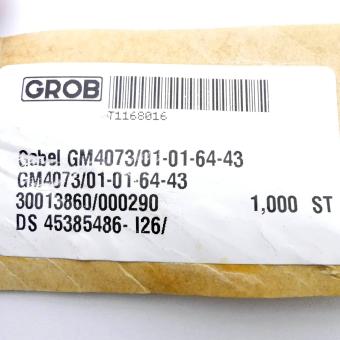 GROB
T1168016
Gabel GM4073/01-01-64-43
GM4073/01-01-64-43
30013860/000290 1,000 ST
DS 45385486- I26/